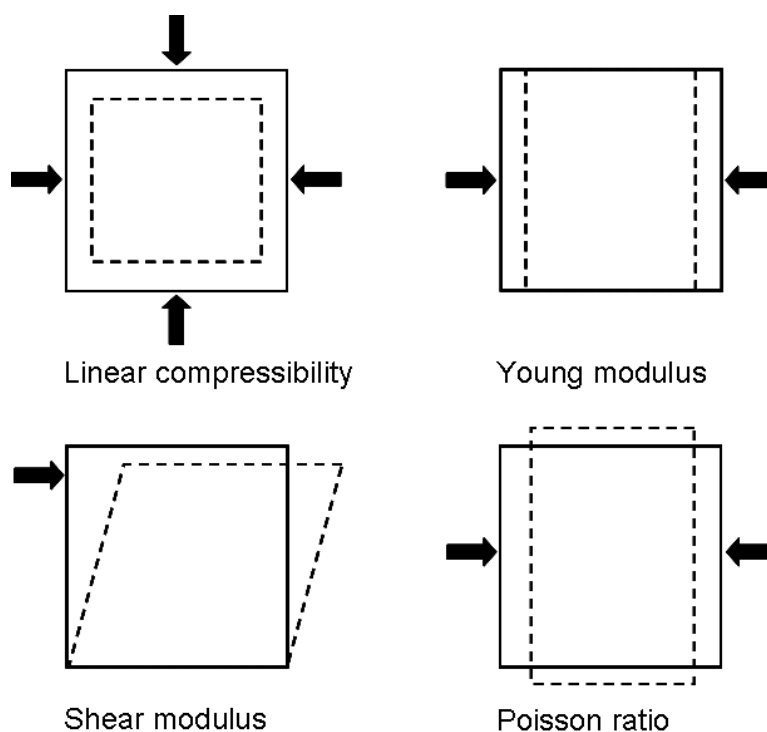 Linear compressibility
Young modulus
Shear modulus
Poisson ratio